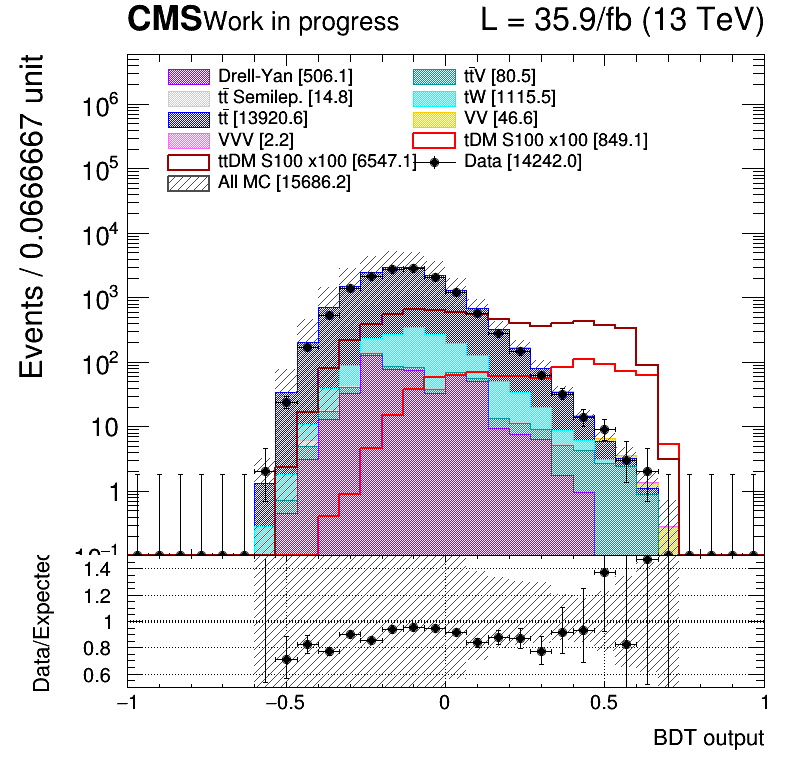 CMS Work in progress L = 35.9/fb (13 TeV)
Events / 0.0666667 unit
Drell-Yan [506.1] tt̄V [80.5]
tt̄ Semilep. [14.8] tW [1115.5]
tt̄ [13920.6] VV [46.6]
VVV [2.2] tDM S100 x100 [849.1]
ttDM S100 x100 [6547.1] Data [14242.0]
All MC [15686.2]
10⁶
10⁵
10⁴
10³
10²
10
1
10⁻¹
Data/Expected
1.4
1.2
1
0.8
0.6
−1 −0.5 0 0.5 1
BDT output